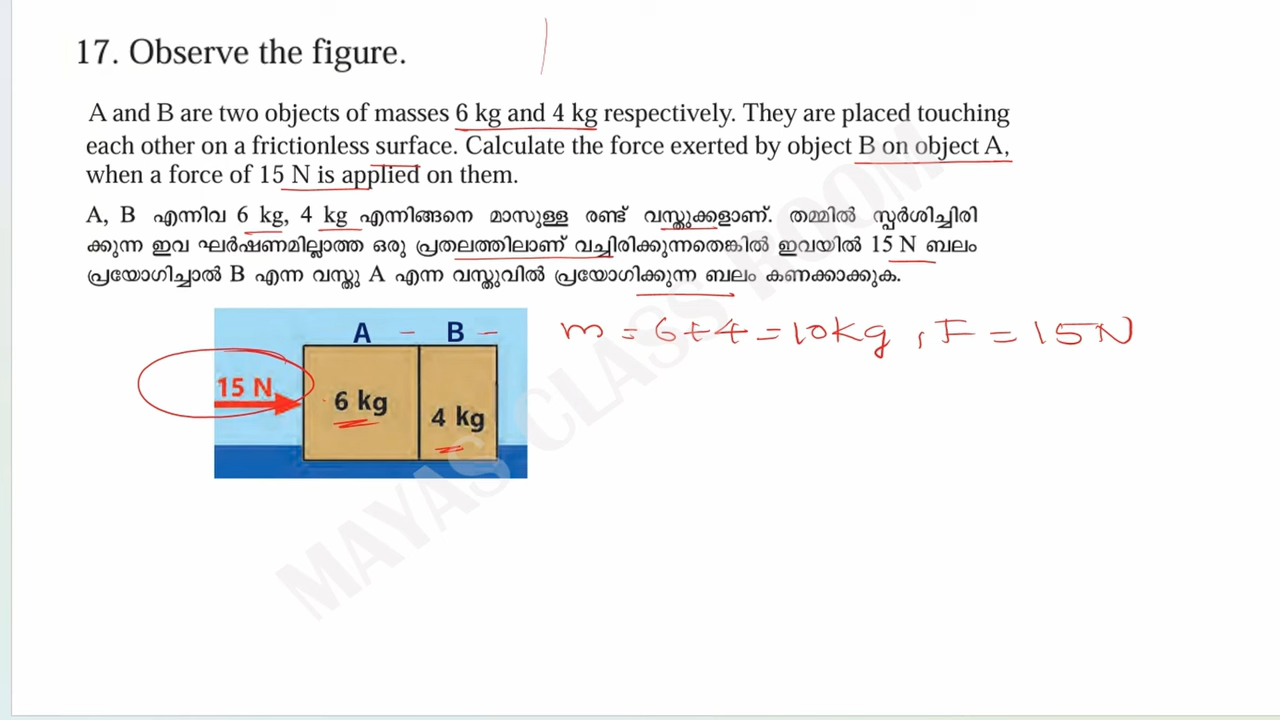 17. Observe the figure.
A and B are two objects of masses 6 kg and 4 kg respectively. They are placed touching
each other on a frictionless surface. Calculate the force exerted by object B on object A,
when a force of 15 N is applied on them.
A, B എന്നിവ 6 kg, 4 kg എന്നിങ്ങനെ മാസുള്ള രണ്ട് വസ്തുക്കളാണ്. തമ്മിൽ സ്പർശിച്ചിരി
ക്കുന്ന ഇവ ഘർഷണമില്ലാത്ത ഒരു പ്രതലത്തിലാണ് വച്ചിരിക്കുന്നതെങ്കിൽ ഇവയിൽ 15 N ബലം
പ്രയോഗിച്ചാൽ B എന്ന വസ്തു A എന്ന വസ്തുവിൽ പ്രയോഗിക്കുന്ന ബലം കണക്കാക്കുക.
A B
m = 6+4 = 10kg , F = 15N
15 N
6 kg
4 kg
MAYAS CLASS ROOM